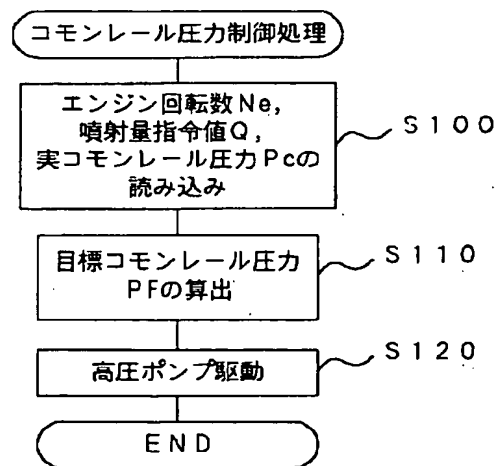 コモンレール圧力制御処理
エンジン回転数Ne,
噴射量指令値Q,
実コモンレール圧力Pcの
読み込み
S100
目標コモンレール圧力
PFの算出
S110
高圧ポンプ駆動
S120
END